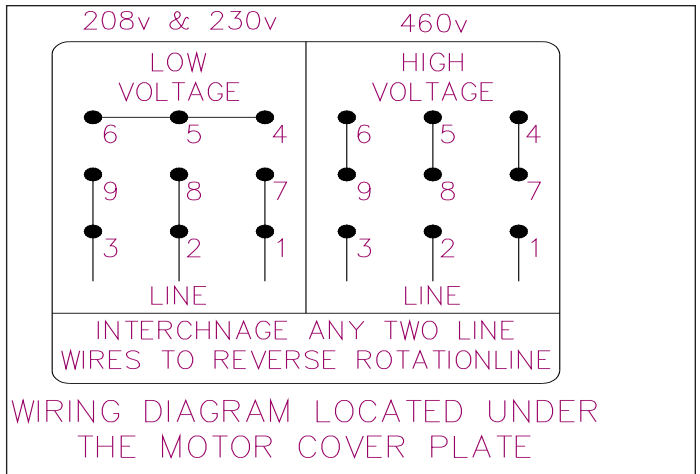 208v & 230v 460v
LOW HIGH
VOLTAGE VOLTAGE
6 5 4 6 5 4
9 8 7 9 8 7
3 2 1 3 2 1
LINE LINE
INTERCHNAGE ANY TWO LINE
WIRES TO REVERSE ROTATIONLINE
WIRING DIAGRAM LOCATED UNDER
THE MOTOR COVER PLATE